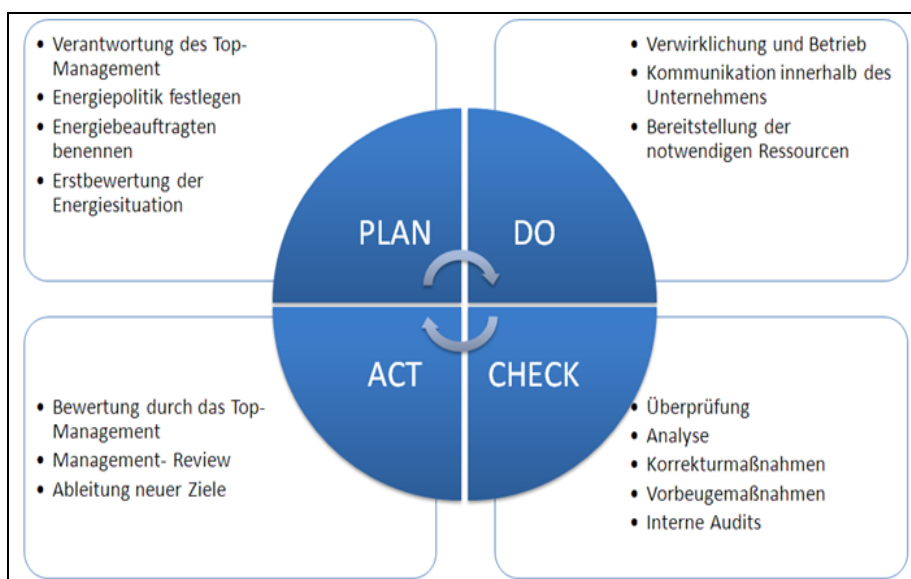 • Verantwortung des Top-
Management
• Energiepolitik festlegen
• Energiebeauftragten
benennen
• Erstbewertung der
Energiesituation
• Verwirklichung und Betrieb
• Kommunikation innerhalb des
Unternehmens
• Bereitstellung der
notwendigen Ressourcen
PLAN
DO
ACT
CHECK
• Bewertung durch das Top-
Management
• Management- Review
• Ableitung neuer Ziele
• Überprüfung
• Analyse
• Korrekturmaßnahmen
• Vorbeugemaßnahmen
• Interne Audits